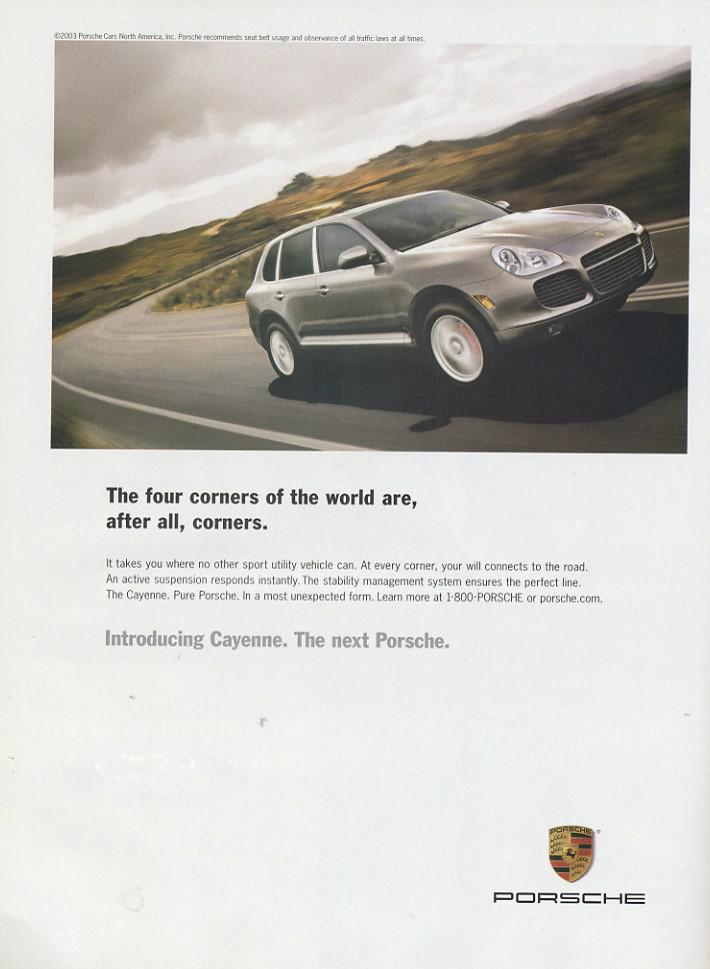 ©2003 Porsche Cars North America, Inc. Porsche recommends seat belt usage and observance of all traffic laws at all times.
The four corners of the world are,
after all, corners.
It takes you where no other sport utility vehicle can. At every corner, your will connects to the road.
An active suspension responds instantly. The stability management system ensures the perfect line.
The Cayenne. Pure Porsche. In a most unexpected form. Learn more at 1-800-PORSCHE or porsche.com.
Introducing Cayenne. The next Porsche.
PORSCHE
PORSCHE